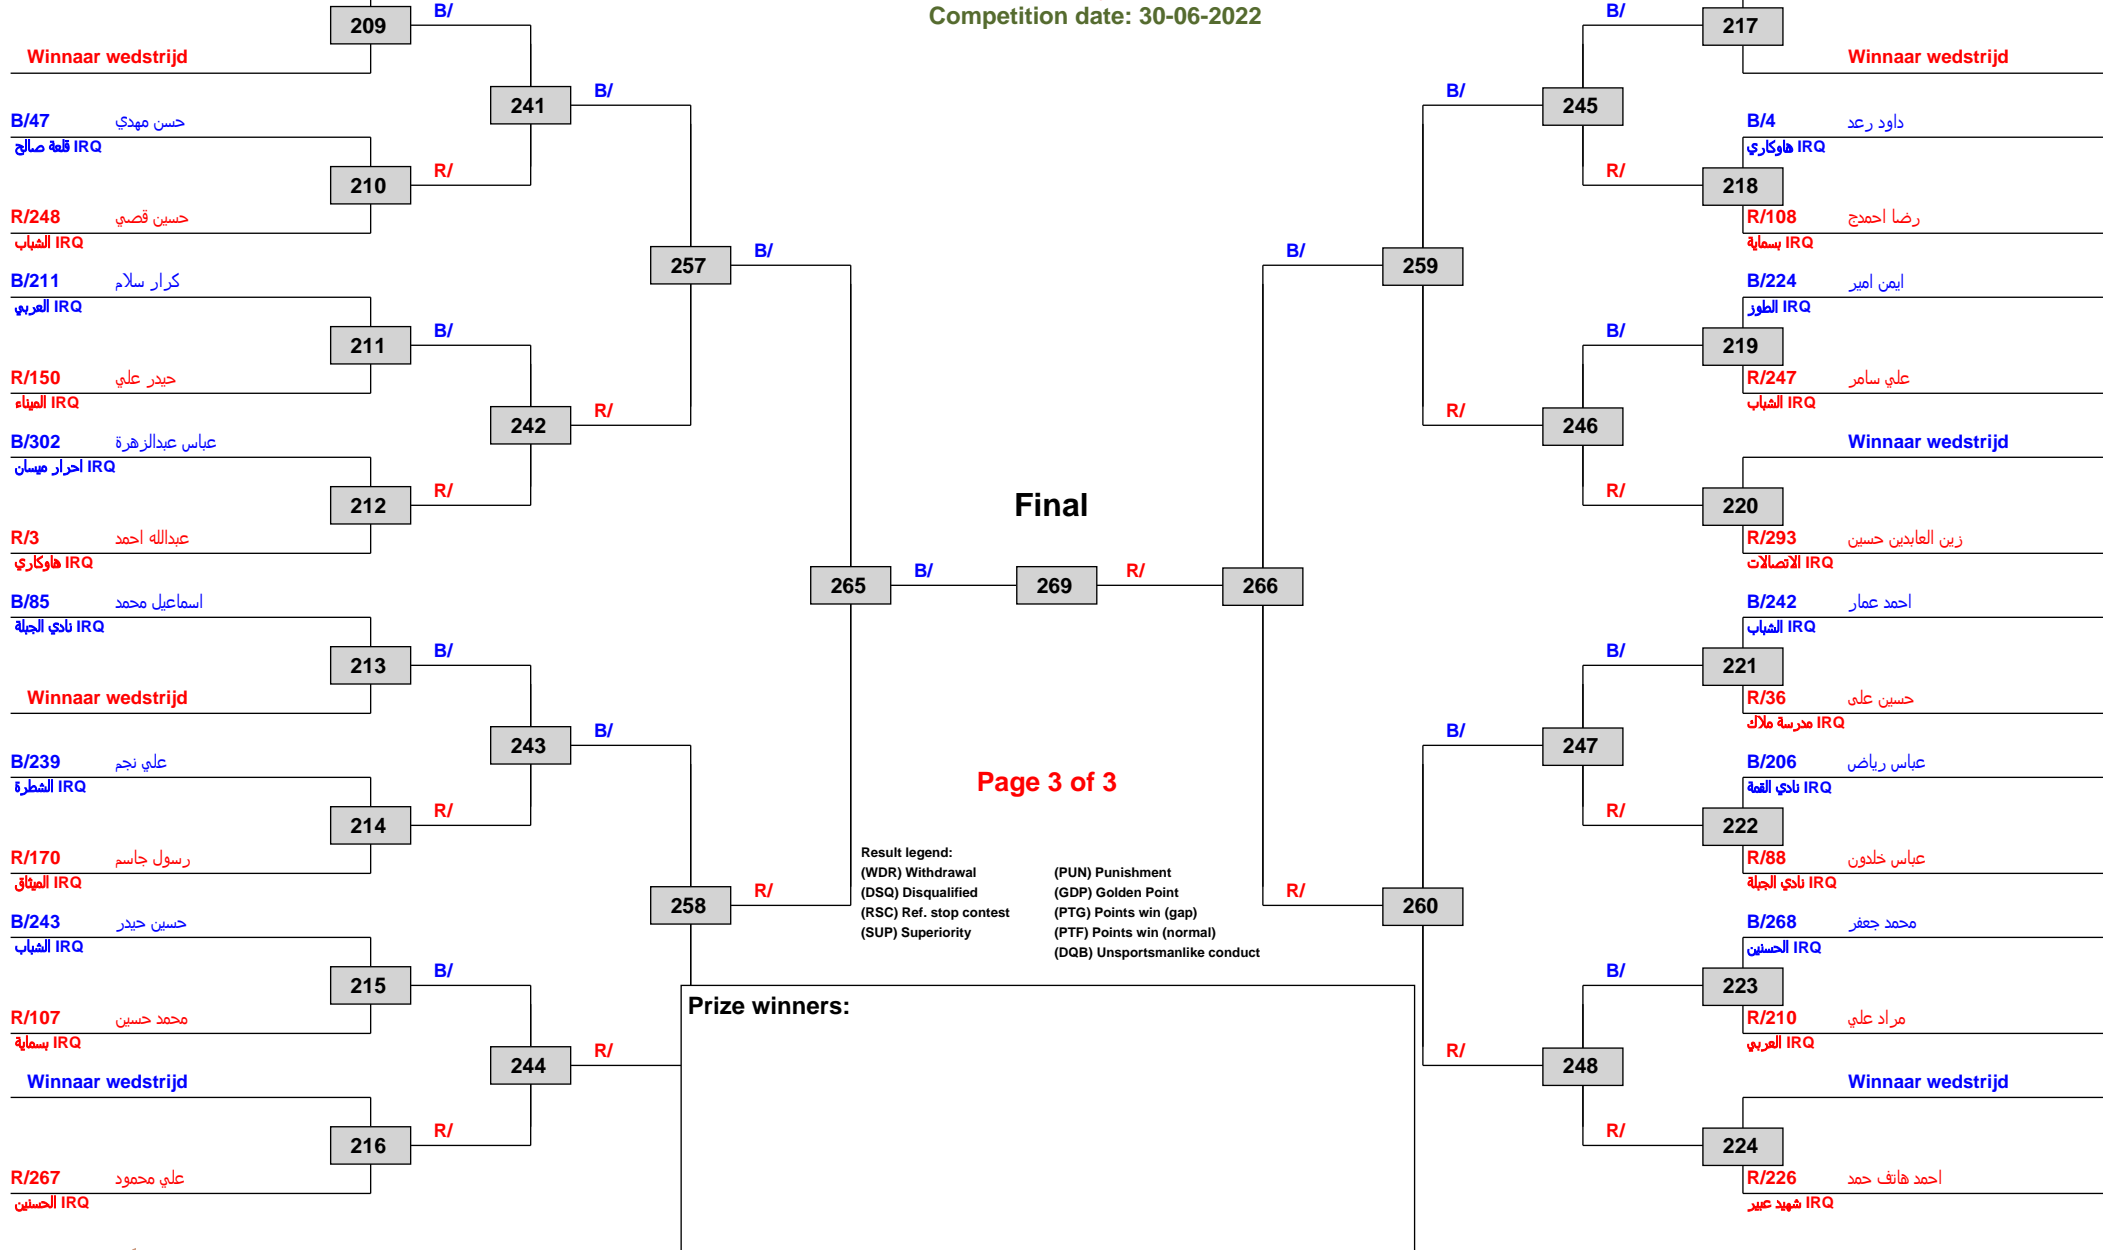 Competition date: 30-06-2022
209
B/
Winnaar wedstrijd
241
B/
B/47 حسن مهدي
IRQ قلعة صالح
210
R/
R/248 حسين قصي
IRQ الشباب
257
B/
B/211 كرار سلام
IRQ العربي
211
B/
R/150 حيدر علي
IRQ الميناء
242
R/
B/302 عباس عبدالزهرة
IRQ احرار ميسان
212
R/
R/3 عبدالله احمد
IRQ هاوكاري
265
B/
B/85 اسماعيل محمد
IRQ نادي الجبلة
213
B/
Winnaar wedstrijd
243
B/
B/239 علي نجم
IRQ الشطرة
214
R/
R/170 رسول جاسم
IRQ الميثاق
258
R/
B/243 حسين حيدر
IRQ الشباب
215
B/
R/107 محمد حسين
IRQ بسماية
244
R/
Winnaar wedstrijd
216
R/
R/267 علي محمود
IRQ الحسنين
Final
269
R/
266
Page 3 of 3
Result legend:
(WDR) Withdrawal (PUN) Punishment
(DSQ) Disqualified (GDP) Golden Point
(RSC) Ref. stop contest (PTG) Points win (gap)
(SUP) Superiority (PTF) Points win (normal)
(DQB) Unsportsmanlike conduct
Prize winners:
B/
217
Winnaar wedstrijd
B/
245
B/4 داود رعد
IRQ هاوكاري
R/
218
R/108 رضا احمدج
IRQ بسماية
B/
259
B/224 ايمن امير
IRQ الطوز
B/
219
R/247 علي سامر
IRQ الشباب
R/
246
Winnaar wedstrijd
R/
220
R/293 زين العابدين حسين
IRQ الاتصالات
B/242 احمد عمار
IRQ الشباب
B/
221
R/36 حسين على
IRQ مدرسة ملاك
B/
247
B/206 عباس رياض
IRQ نادي القمة
R/
222
R/88 عباس خلدون
IRQ نادي الجبلة
R/
260
B/268 محمد جعفر
IRQ الحسنين
B/
223
R/210 مراد علي
IRQ العربي
R/
248
Winnaar wedstrijd
R/
224
R/226 احمد هاتف حمد
IRQ شهيد عبير